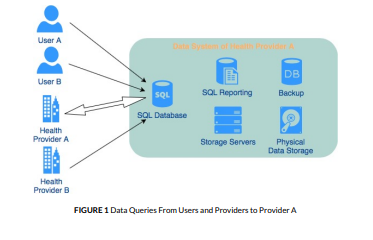 User A
User B
Health
Provider A
Health
Provider B
Data System of Health Provider A
SQL
SQL Database
SQL Reporting
DB
Backup
Storage Servers
Physical
Data Storage
FIGURE 1 Data Queries From Users and Providers to Provider A